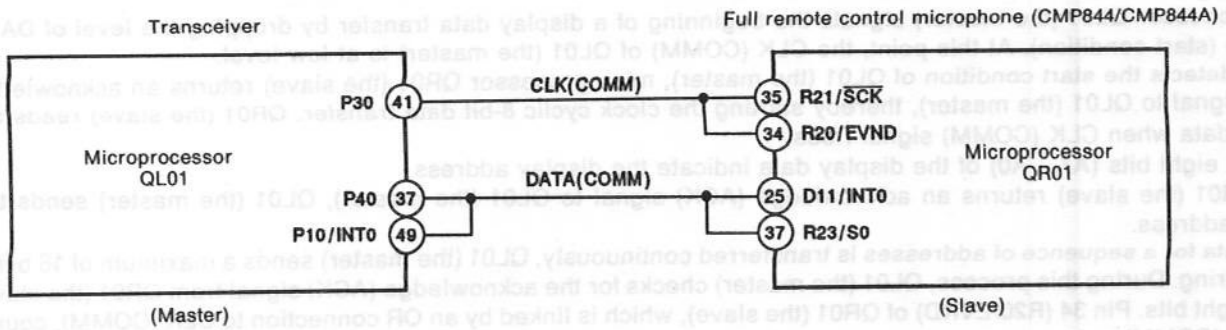 Transceiver
Full remote control microphone (CMP844/CMP844A)
P30 41 CLK(COMM) 35 R21/S̅C̅K̅
34 R20/EVND
Microprocessor
QL01
Microprocessor
QR01
P40 37 DATA(COMM) 25 D11/INT0
P10/INT0 49 37 R23/S0
(Master)
(Slave)